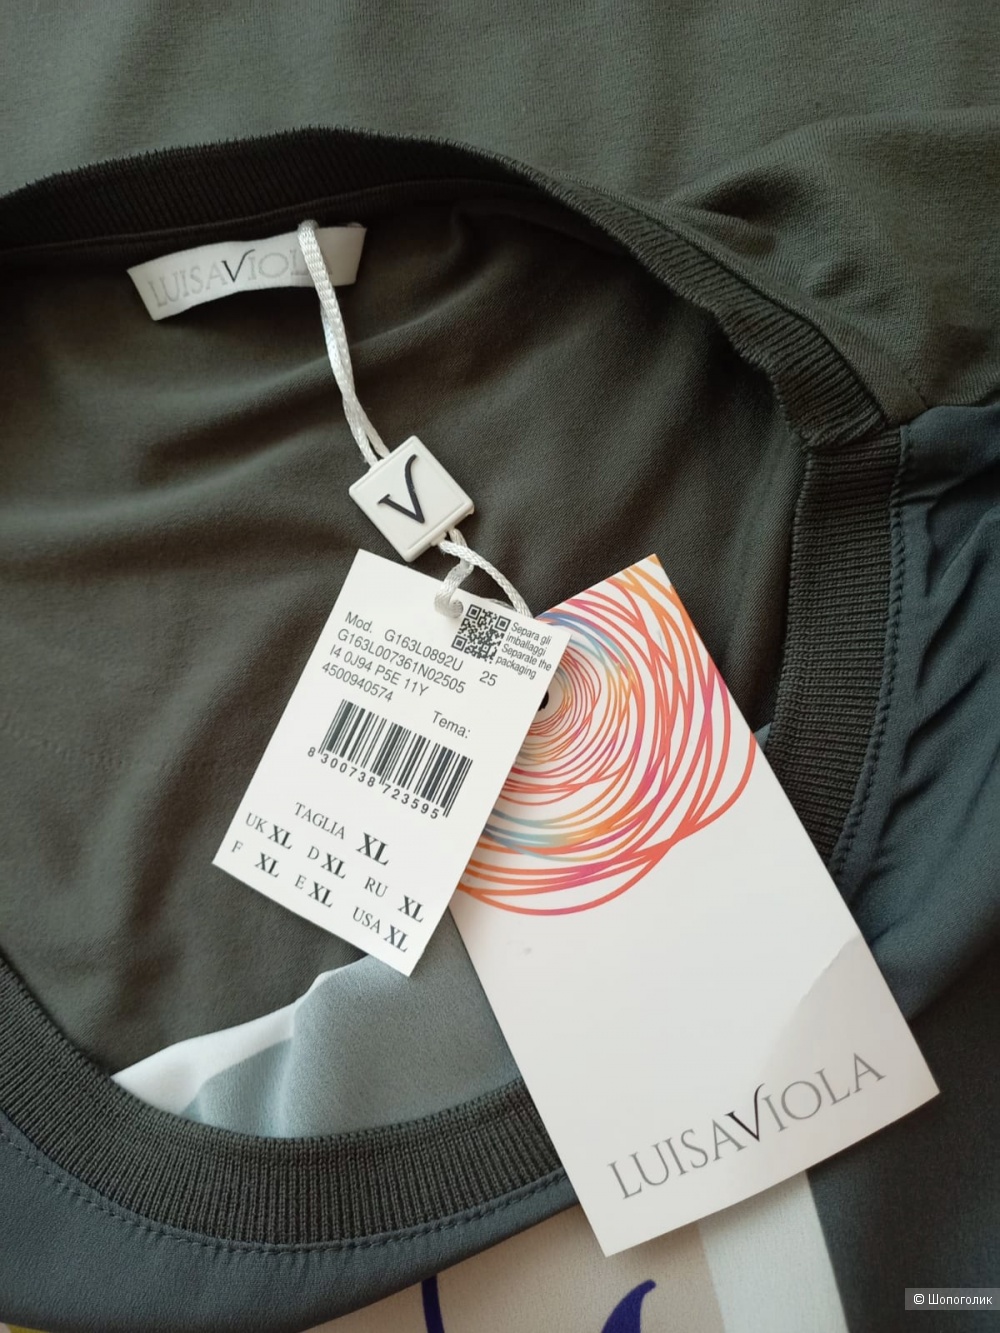 LUISAVIOLA
V
Mod. G163L0892U
G163L007361N02505
I4 0J94 P5E 11Y 25
4500940574
Tema:
Separa gli
imballaggi
Separate the
packaging
8 300738 723595
TAGLIA XL
UK XL D XL RU XL
F XL E XL USA XL
LUISAVIOLA
© Шопоголик